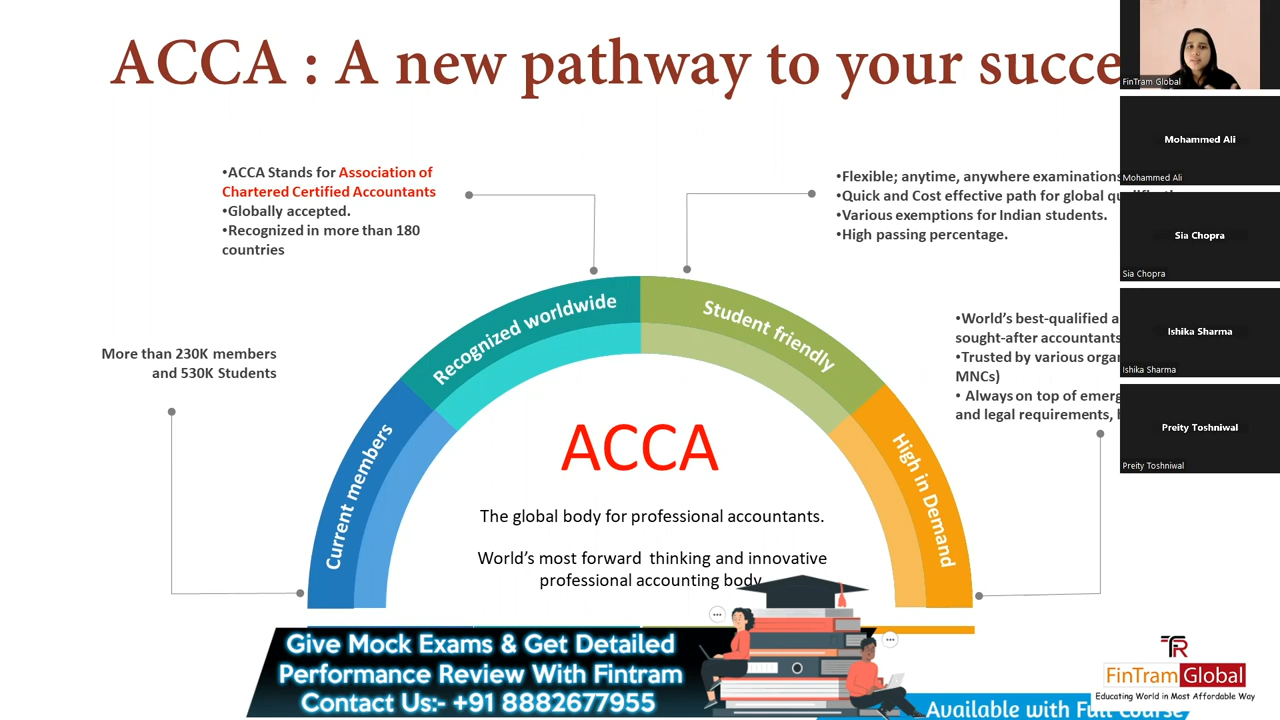 ACCA : A new pathway to your succe
•ACCA Stands for Association of
Chartered Certified Accountants
•Globally accepted.
•Recognized in more than 180
countries
•Flexible; anytime, anywhere examinations
•Quick and Cost effective path for global
•Various exemptions for Indian students.
•High passing percentage.
More than 230K members
and 530K Students
•World's best-qualified a
sought-after accountants
•Trusted by various
MNCs)
• Always on top of
and legal requirements,
Current members
Recognized worldwide
Student friendly
High in Demand
ACCA
The global body for professional accountants.
World's most forward thinking and innovative
professional accounting body
Give Mock Exams & Get Detailed
Performance Review With Fintram
Contact Us:- +91 8882677955
Available with Full Course
FinTram Global
Educating World in Most Affordable Way
FinTram Global
Mohammed Ali
Mohammed Ali
Sia Chopra
Sia Chopra
Ishika Sharma
Ishika Sharma
Preity Toshniwal
Preity Toshniwal